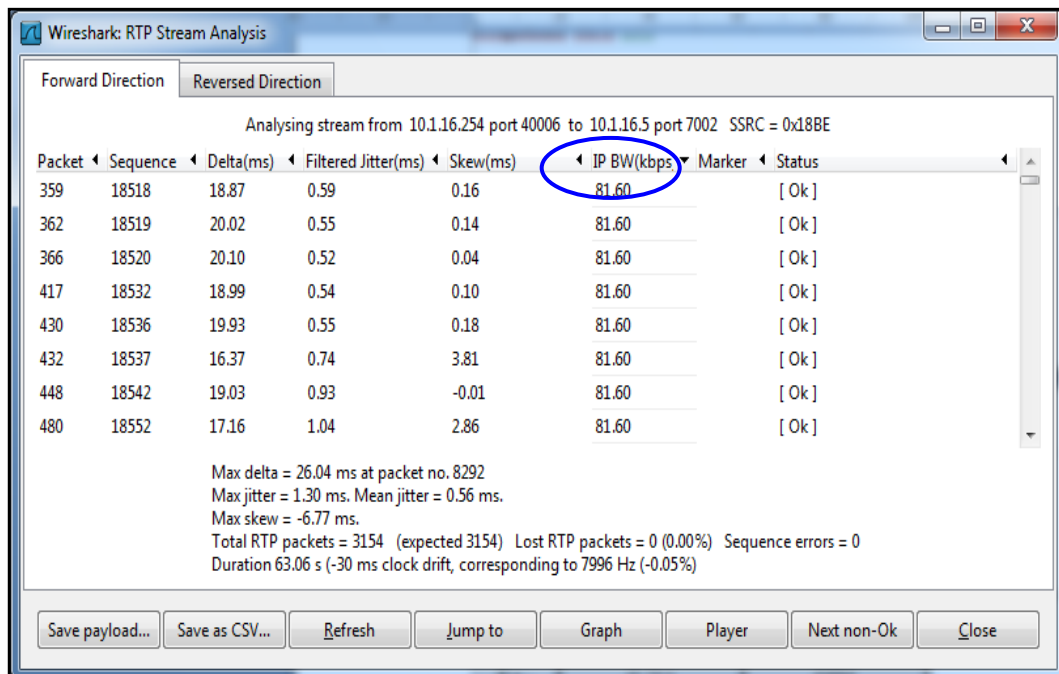 Wireshark: RTP Stream Analysis
Forward Direction Reversed Direction
Analysing stream from 10.1.16.254 port 40006 to 10.1.16.5 port 7002 SSRC = 0x18BE
Packet Sequence Delta(ms) Filtered Jitter(ms) Skew(ms) IP BW(kbps) Marker Status
359 18518 18.87 0.59 0.16 81.60 [ Ok ]
362 18519 20.02 0.55 0.14 81.60 [ Ok ]
366 18520 20.10 0.52 0.04 81.60 [ Ok ]
417 18532 18.99 0.54 0.10 81.60 [ Ok ]
430 18536 19.93 0.55 0.18 81.60 [ Ok ]
432 18537 16.37 0.74 3.81 81.60 [ Ok ]
448 18542 19.03 0.93 -0.01 81.60 [ Ok ]
480 18552 17.16 1.04 2.86 81.60 [ Ok ]
Max delta = 26.04 ms at packet no. 8292
Max jitter = 1.30 ms. Mean jitter = 0.56 ms.
Max skew = -6.77 ms.
Total RTP packets = 3154 (expected 3154) Lost RTP packets = 0 (0.00%) Sequence errors = 0
Duration 63.06 s (-30 ms clock drift, corresponding to 7996 Hz (-0.05%)
Save payload... Save as CSV... Refresh Jump to Graph Player Next non-Ok Close